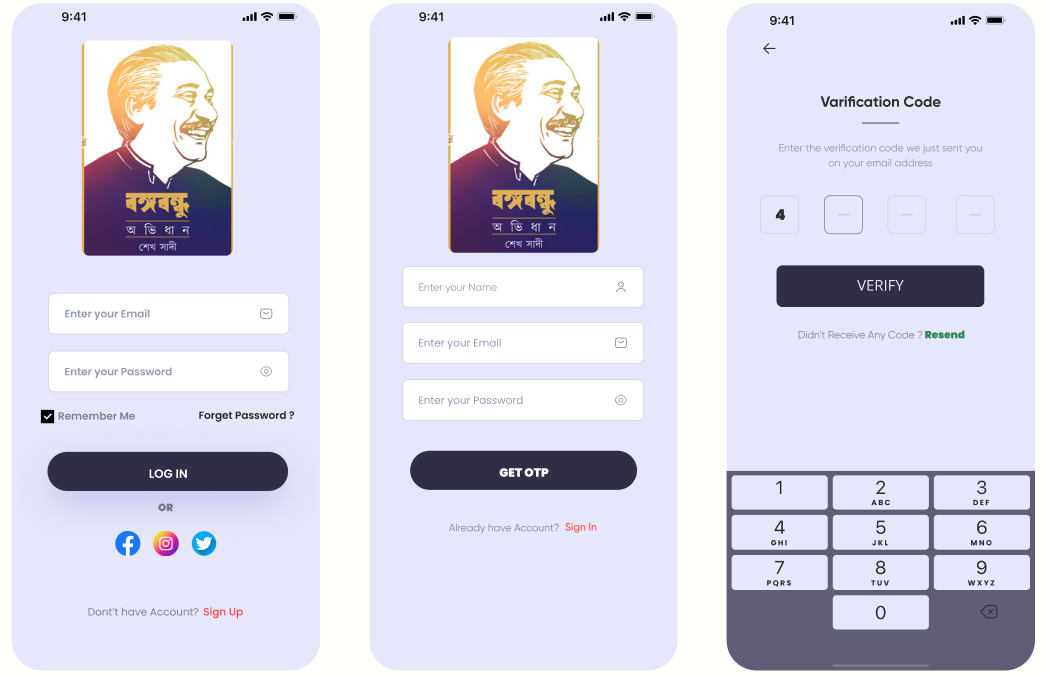 9:41
বঙ্গবন্ধু
অ ভি ধা ন
শেখ সাদী
Enter your Email
Enter your Password
Remember Me
Forget Password ?
LOG IN
OR
Dont't have Account? Sign Up
9:41
বঙ্গবন্ধু
অ ভি ধা ন
শেখ সাদী
Enter your Name
Enter your Email
Enter your Password
GET OTP
Already have Account? Sign In
9:41
Varification Code
Enter the verification code we just sent you
on your email address
4
VERIFY
Didn't Receive Any Code ? Resend
1 2 3
ABC DEF
4 5 6
GHI JKL MNO
7 8 9
PQRS TUV WXYZ
0